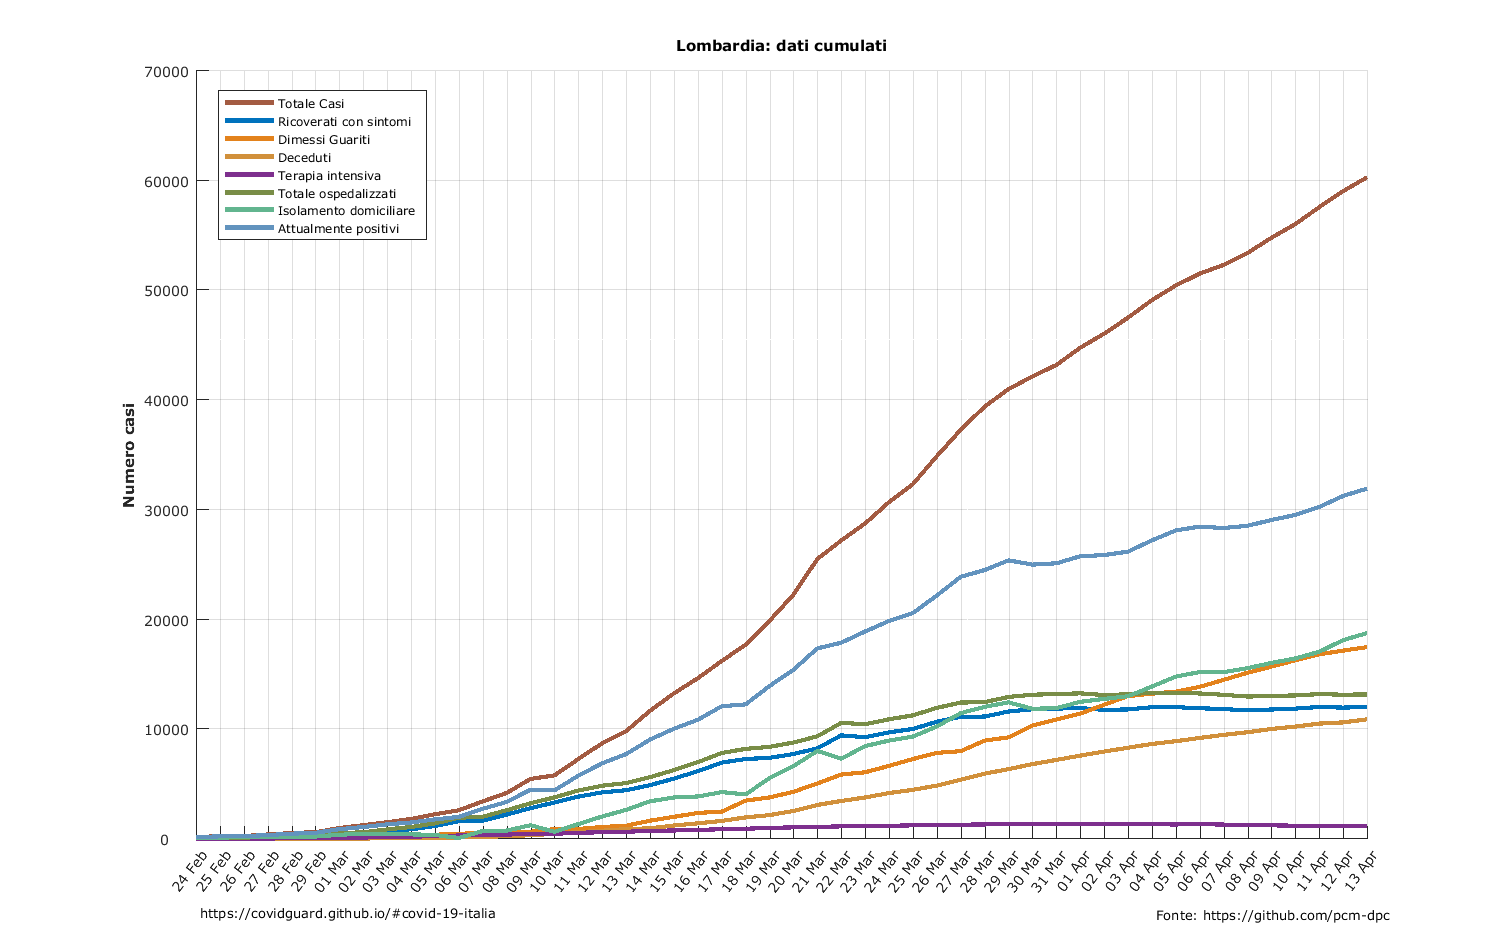 Lombardia: dati cumulati
70000
60000
50000
40000
30000
20000
10000
0
Numero casi
Totale Casi
Ricoverati con sintomi
Dimessi Guariti
Deceduti
Terapia intensiva
Totale ospedalizzati
Isolamento domiciliare
Attualmente positivi
24 Feb
25 Feb
26 Feb
27 Feb
28 Feb
29 Feb
01 Mar
02 Mar
03 Mar
04 Mar
05 Mar
06 Mar
07 Mar
08 Mar
09 Mar
10 Mar
11 Mar
12 Mar
13 Mar
14 Mar
15 Mar
16 Mar
17 Mar
18 Mar
19 Mar
20 Mar
21 Mar
22 Mar
23 Mar
24 Mar
25 Mar
26 Mar
27 Mar
28 Mar
29 Mar
30 Mar
31 Mar
01 Apr
02 Apr
03 Apr
04 Apr
05 Apr
06 Apr
07 Apr
08 Apr
09 Apr
10 Apr
11 Apr
12 Apr
13 Apr
https://covidguard.github.io/#covid-19-italia
Fonte: https://github.com/pcm-dpc